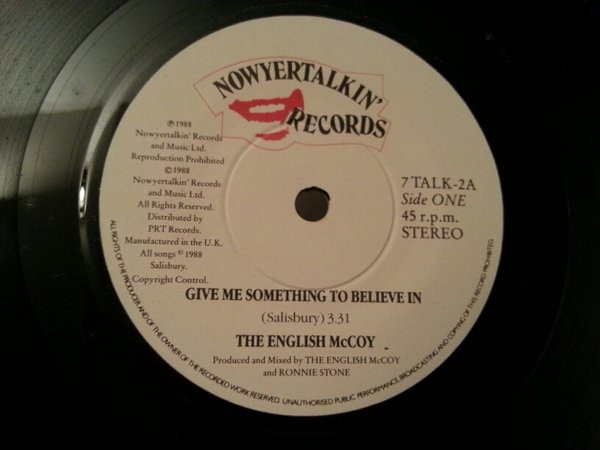 NOWYERTALKIN'
RECORDS
℗1988
Nowyertalkin' Records
and Music Ltd.
Reproduction Prohibited
©1988
Nowyertalkin' Records
and Music Ltd.
All Rights Reserved.
Distributed by
PRT Records.
Manufactured in the U.K.
All songs ©1988
Salisbury.
Copyright Control.
7 TALK-2A
Side ONE
45 r.p.m.
STEREO
GIVE ME SOMETHING TO BELIEVE IN
(Salisbury) 3.31
THE ENGLISH McCOY
Produced and Mixed by THE ENGLISH McCOY
and RONNIE STONE
ALL RIGHTS OF THE PRODUCER AND OF THE OWNER OF THE RECORDED WORK RESERVED. UNAUTHORISED PUBLIC PERFORMANCE, BROADCASTING AND COPYING OF THIS RECORD PROHIBITED